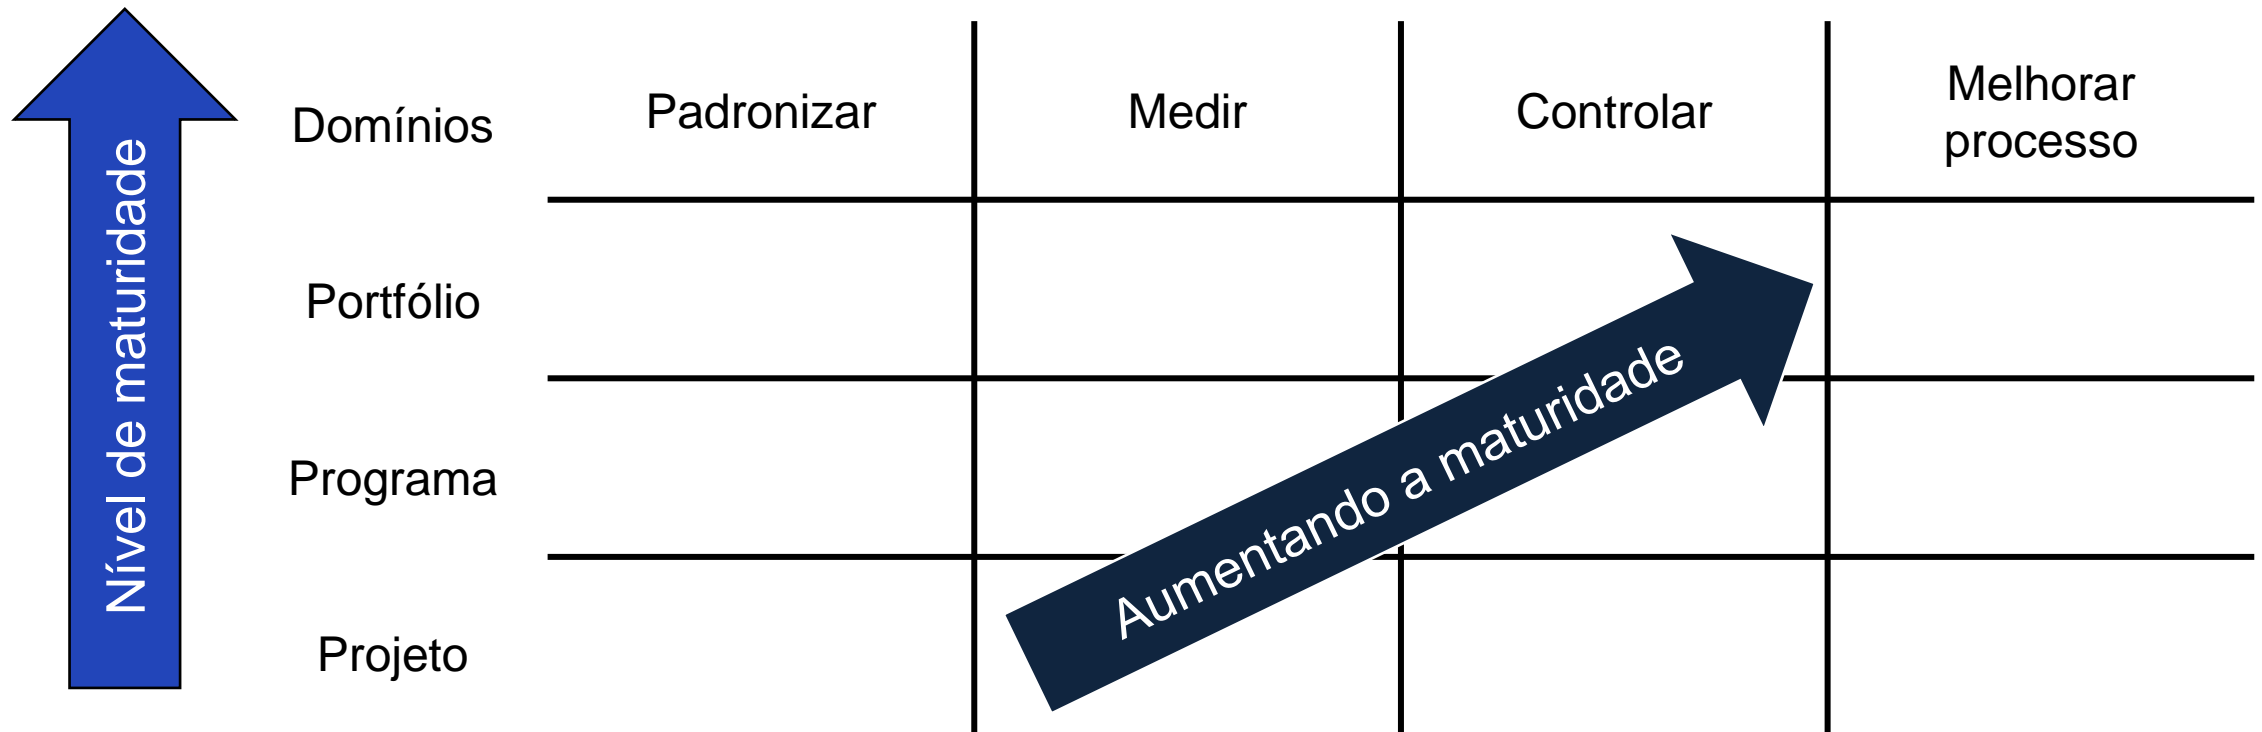 Nível de maturidade
Domínios
Padronizar
Medir
Controlar
Melhorar
processo
Portfólio
Programa
Projeto
Aumentando a maturidade